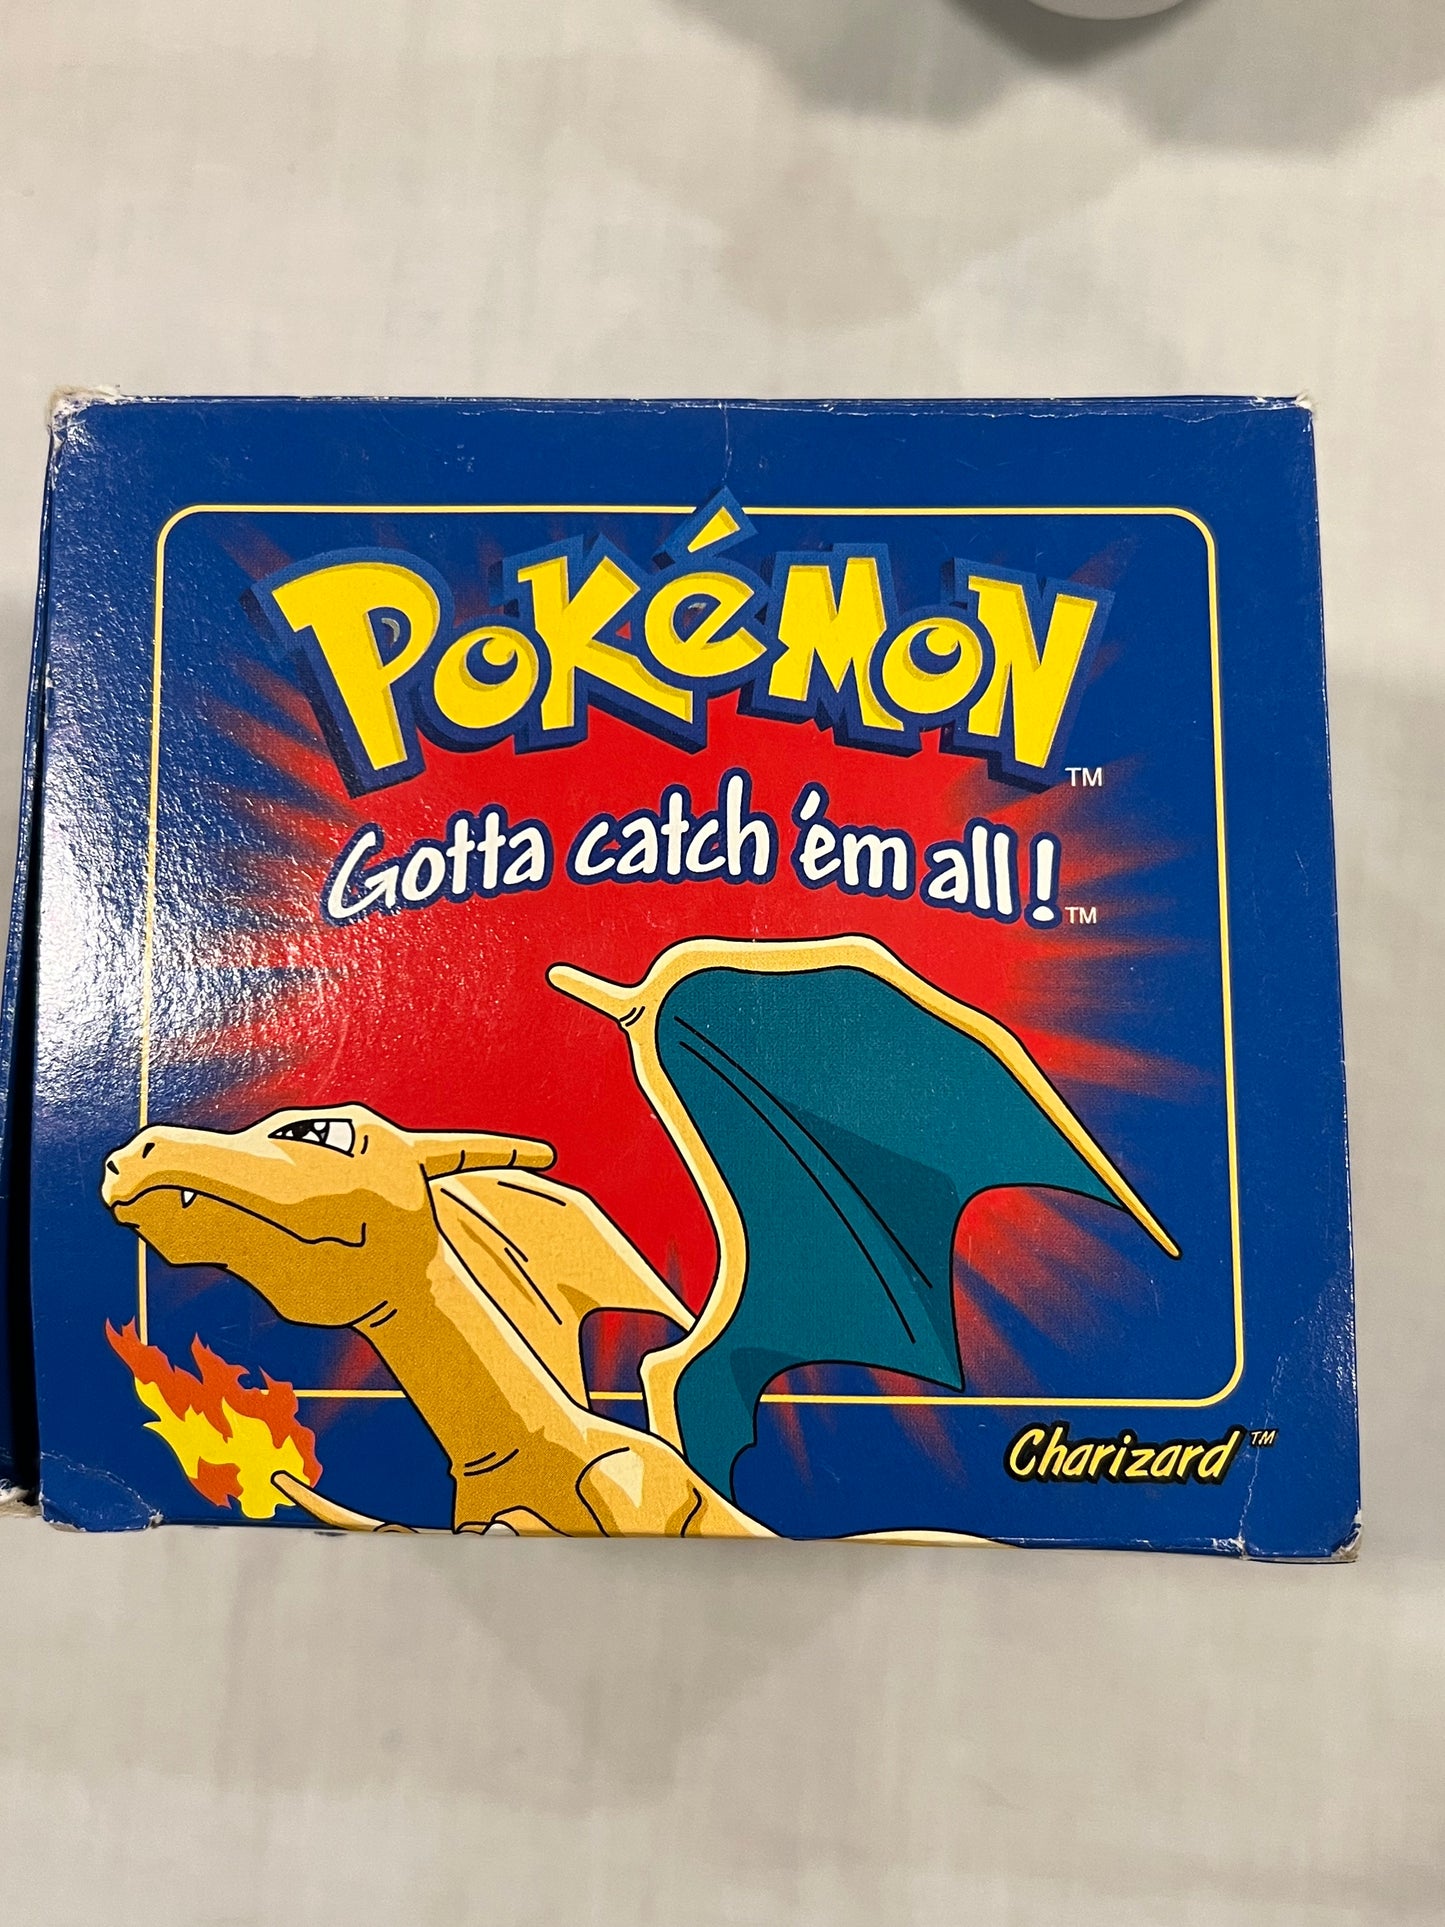 POKéMON™
Gotta catch 'em all!™
Charizard™